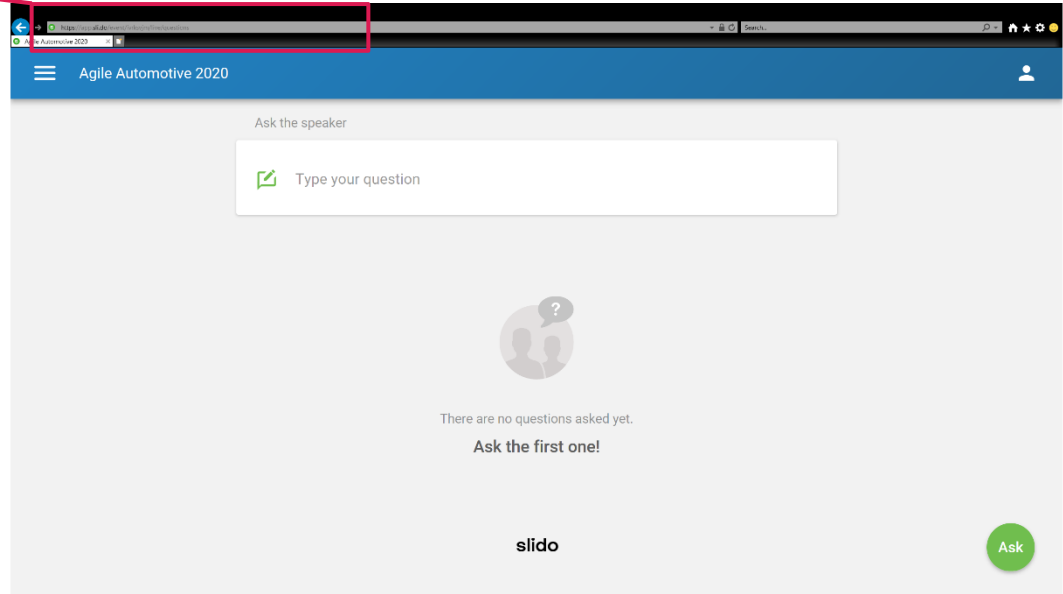 Search...
Agile Automotive 2020
Agile Automotive 2020
Ask the speaker
Type your question
?
There are no questions asked yet.
Ask the first one!
slido
Ask